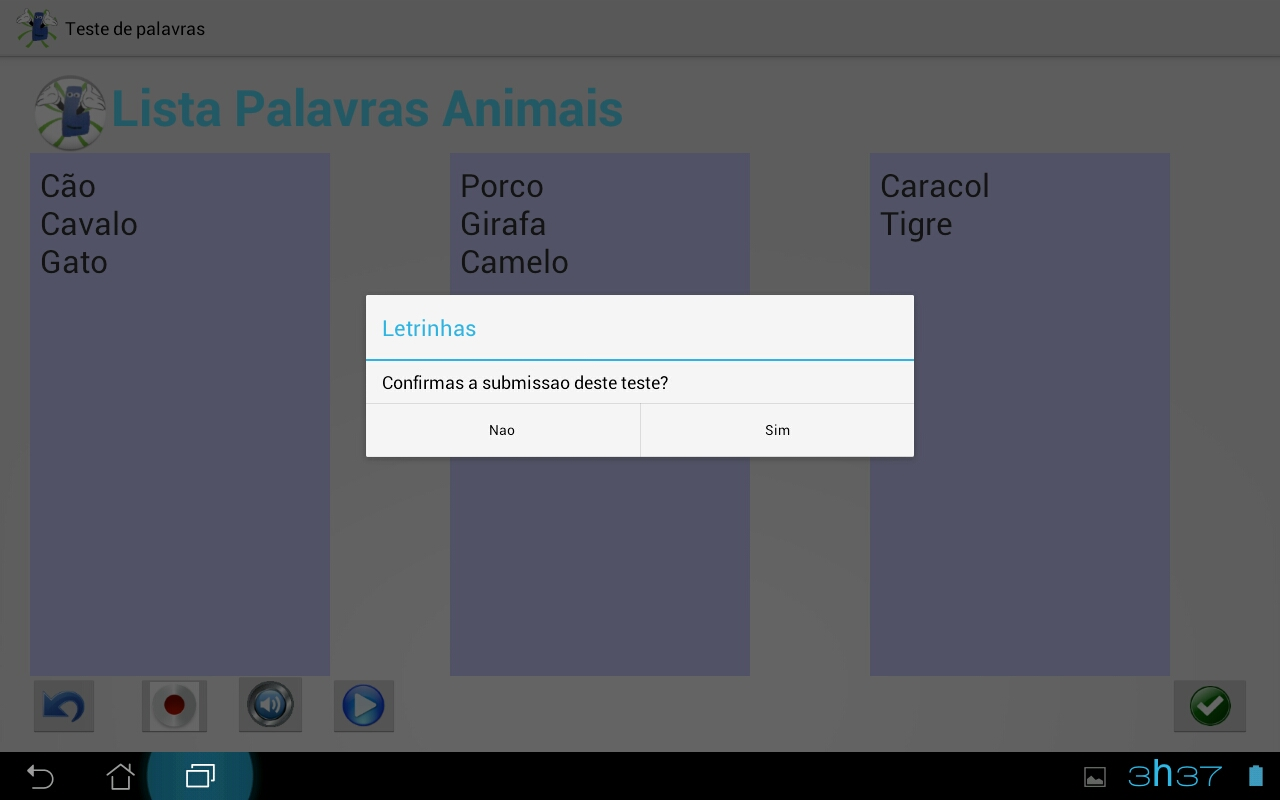 Teste de palavras
Lista Palavras Animais
Cão
Cavalo
Gato
Porco
Girafa
Camelo
Caracol
Tigre
Letrinhas
Confirmas a submissao deste teste?
Nao
Sim
3h37